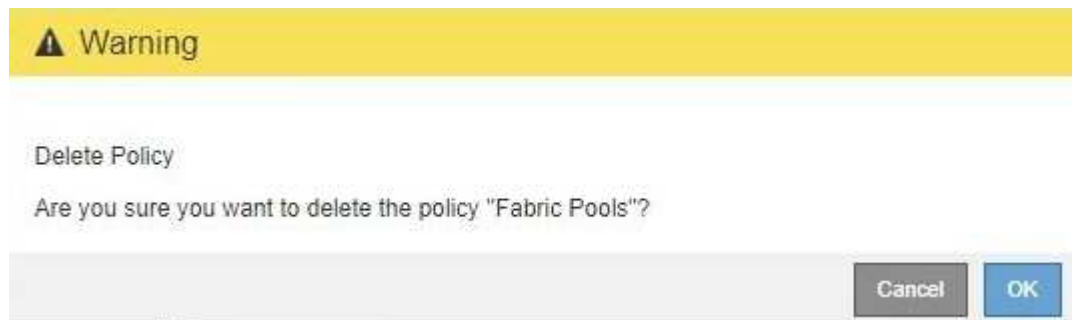 Warning
Delete Policy
Are you sure you want to delete the policy "Fabric Pools"?
Cancel OK